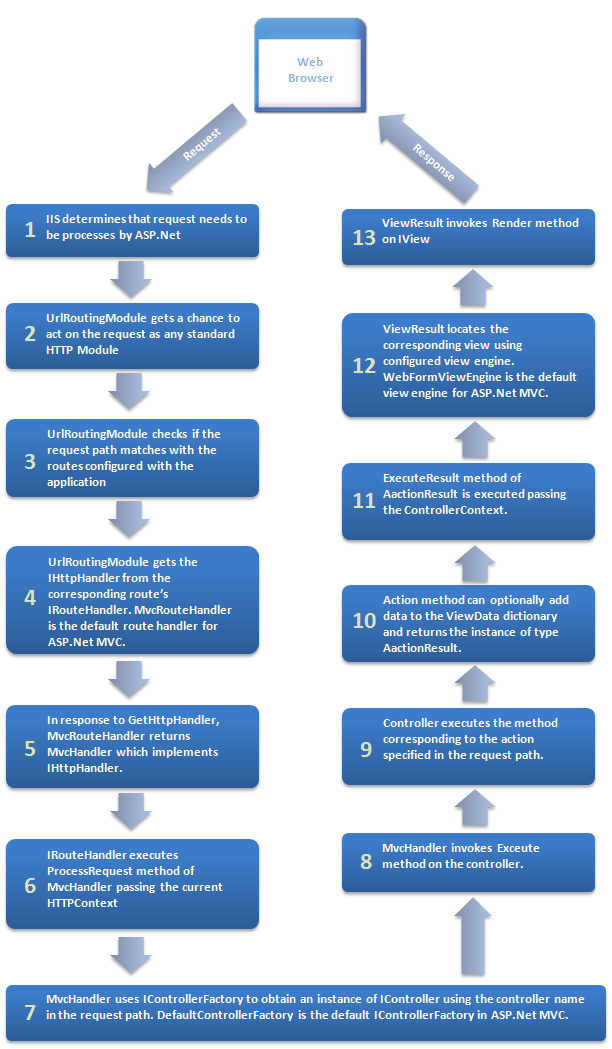 Web
Browser
Request
Response
1
IIS determines that request needs to
be processes by ASP.Net
2
UrlRoutingModule gets a chance to
act on the request as any standard
HTTP Module
3
UrlRoutingModule checks if the
request path matches with the
routes configured with the
application
4
UrlRoutingModule gets the
IHttpHandler from the
corresponding route's
IRouteHandler. MvcRouteHandler
is the default route handler for
ASP.Net MVC.
5
In response to GetHttpHandler,
MvcRouteHandler returns
MvcHandler which implements
IHttpHandler.
6
IRouteHandler executes
ProcessRequest method of
MvcHandler passing the current
HTTPContext
7
MvcHandler uses IControllerFactory to obtain an instance of IController using the controller name
in the request path. DefaultControllerFactory is the default IControllerFactory in ASP.Net MVC.
8
MvcHandler invokes Exceute
method on the controller.
9
Controller executes the method
corresponding to the action
specified in the request path.
10
Action method can optionally add
data to the ViewData dictionary
and returns the instance of type
AactionResult.
11
ExecuteResult method of
AactionResult is executed passing
the ControllerContext.
12
ViewResult locates the
corresponding view using
configured view engine.
WebFormViewEngine is the default
view engine for ASP.Net MVC.
13
ViewResult invokes Render method
on IView